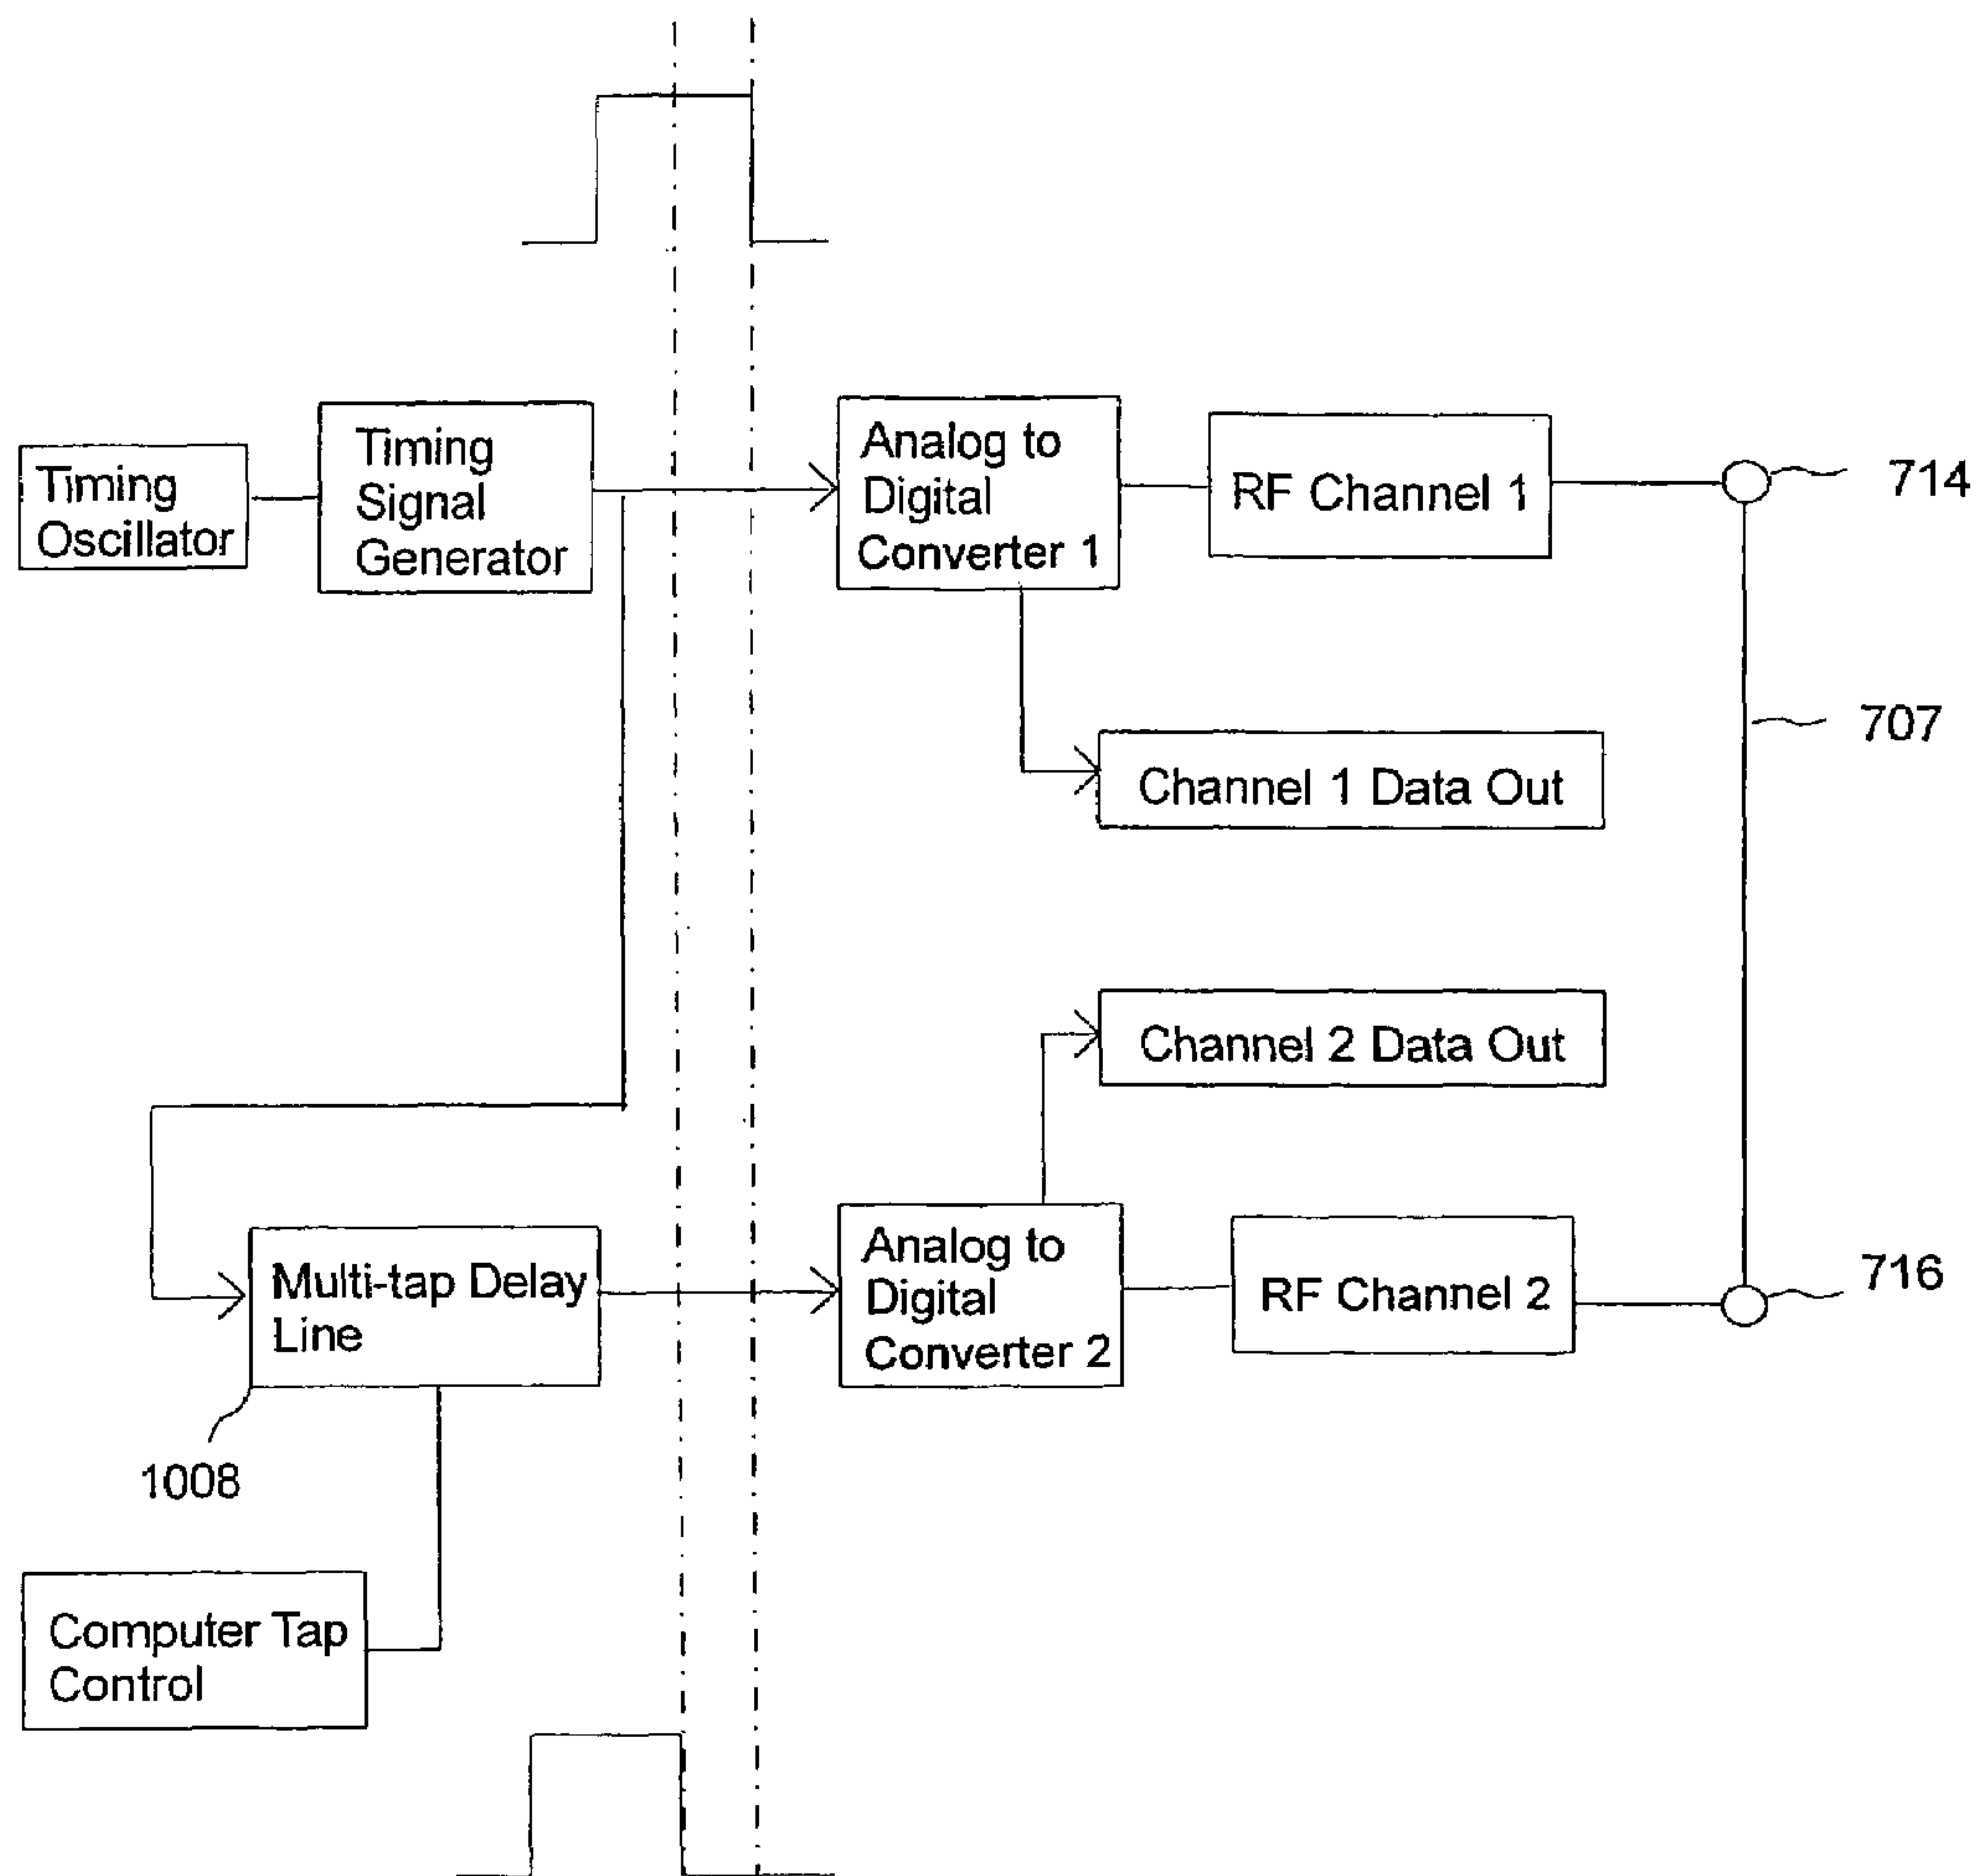 Timing
Oscillator
Timing
Signal
Generator
Analog to
Digital
Converter 1
RF Channel 1
714
707
Channel 1 Data Out
Channel 2 Data Out
Multi-tap Delay
Line
1008
Analog to
Digital
Converter 2
RF Channel 2
716
Computer Tap
Control